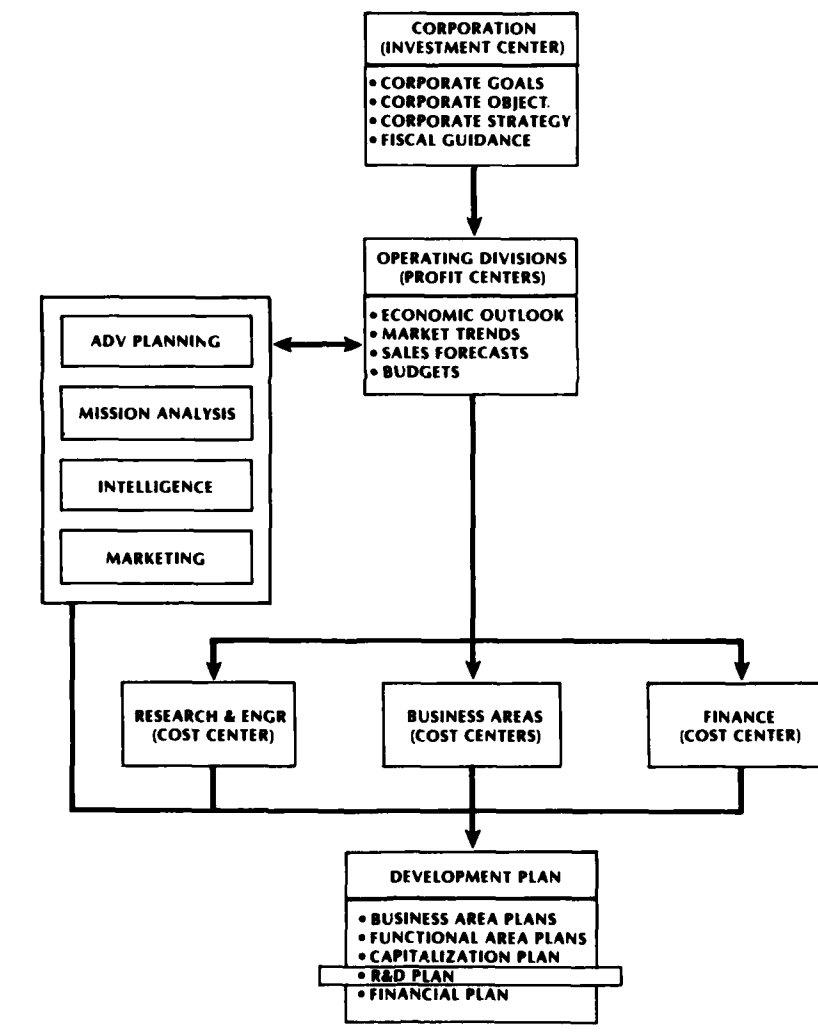 CORPORATION
(INVESTMENT CENTER)
• CORPORATE GOALS
• CORPORATE OBJECT.
• CORPORATE STRATEGY
• FISCAL GUIDANCE
OPERATING DIVISIONS
(PROFIT CENTERS)
• ECONOMIC OUTLOOK
• MARKET TRENDS
• SALES FORECASTS
• BUDGETS
ADV PLANNING
MISSION ANALYSIS
INTELLIGENCE
MARKETING
RESEARCH & ENGR
(COST CENTER)
BUSINESS AREAS
(COST CENTERS)
FINANCE
(COST CENTER)
DEVELOPMENT PLAN
• BUSINESS AREA PLANS
• FUNCTIONAL AREA PLANS
• CAPITALIZATION PLAN
• R&D PLAN
• FINANCIAL PLAN